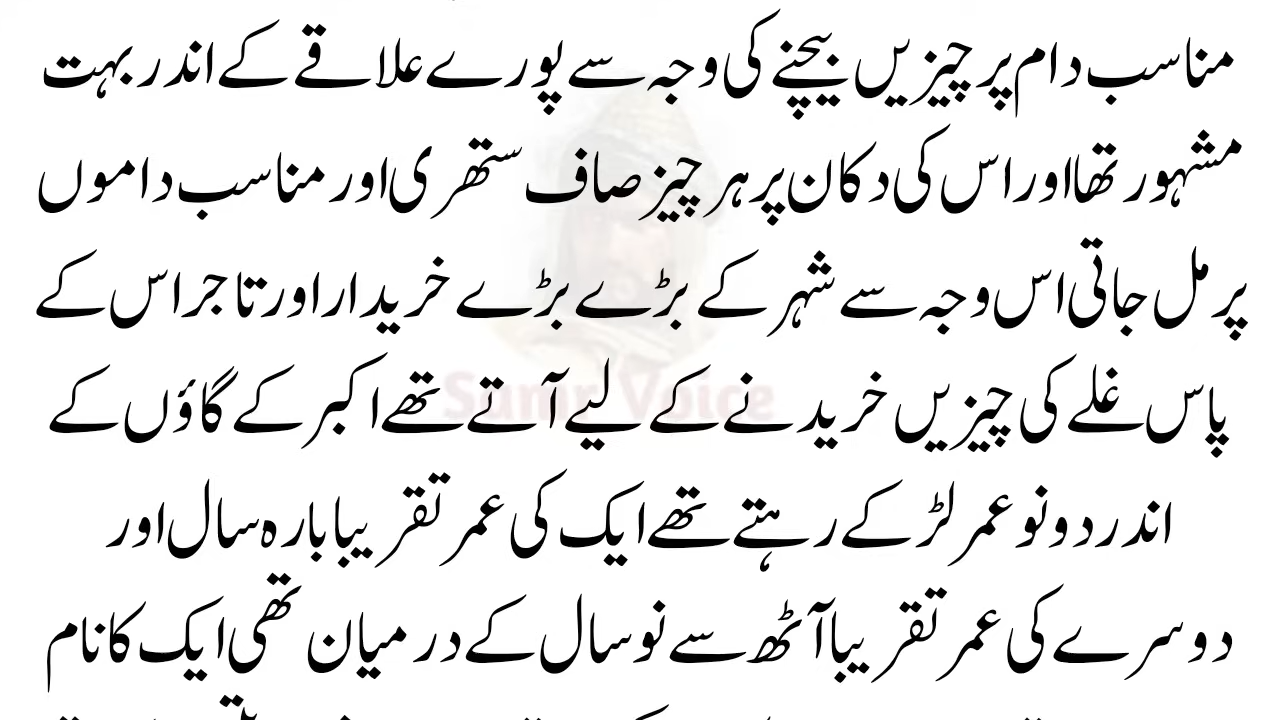 مناسب دام پر چیزیں بیچنے کی وجہ سے پورے علاقے کے اندر بہت
مشہور تھا اور اس کی دکان پر ہر چیز صاف ستھری اور مناسب داموں
پر مل جاتی اس وجہ سے شہر کے بڑے بڑے خریدار اور تاجر اس کے
پاس غلے کی چیزیں خریدنے کے لیے آتے تھے اکبر کے گاؤں کے
Sumr Voice
اندر دو نو عمر لڑکے رہتے تھے ایک کی عمر تقریبا بارہ سال اور
دوسرے کی عمر تقریبا آٹھ سے نو سال کے درمیان تھی ایک کا نام